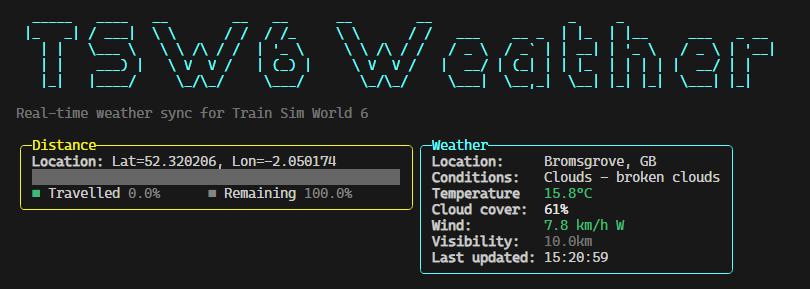 TSW6 Weather
Real-time weather sync for Train Sim World 6
Distance
Location: Lat=52.320206, Lon=-2.050174
Travelled 0.0% Remaining 100.0%
Weather
Location: Bromsgrove, GB
Conditions: Clouds - broken clouds
Temperature 15.8°C
Cloud cover: 61%
Wind: 7.8 km/h W
Visibility: 10.0km
Last updated: 15:20:59